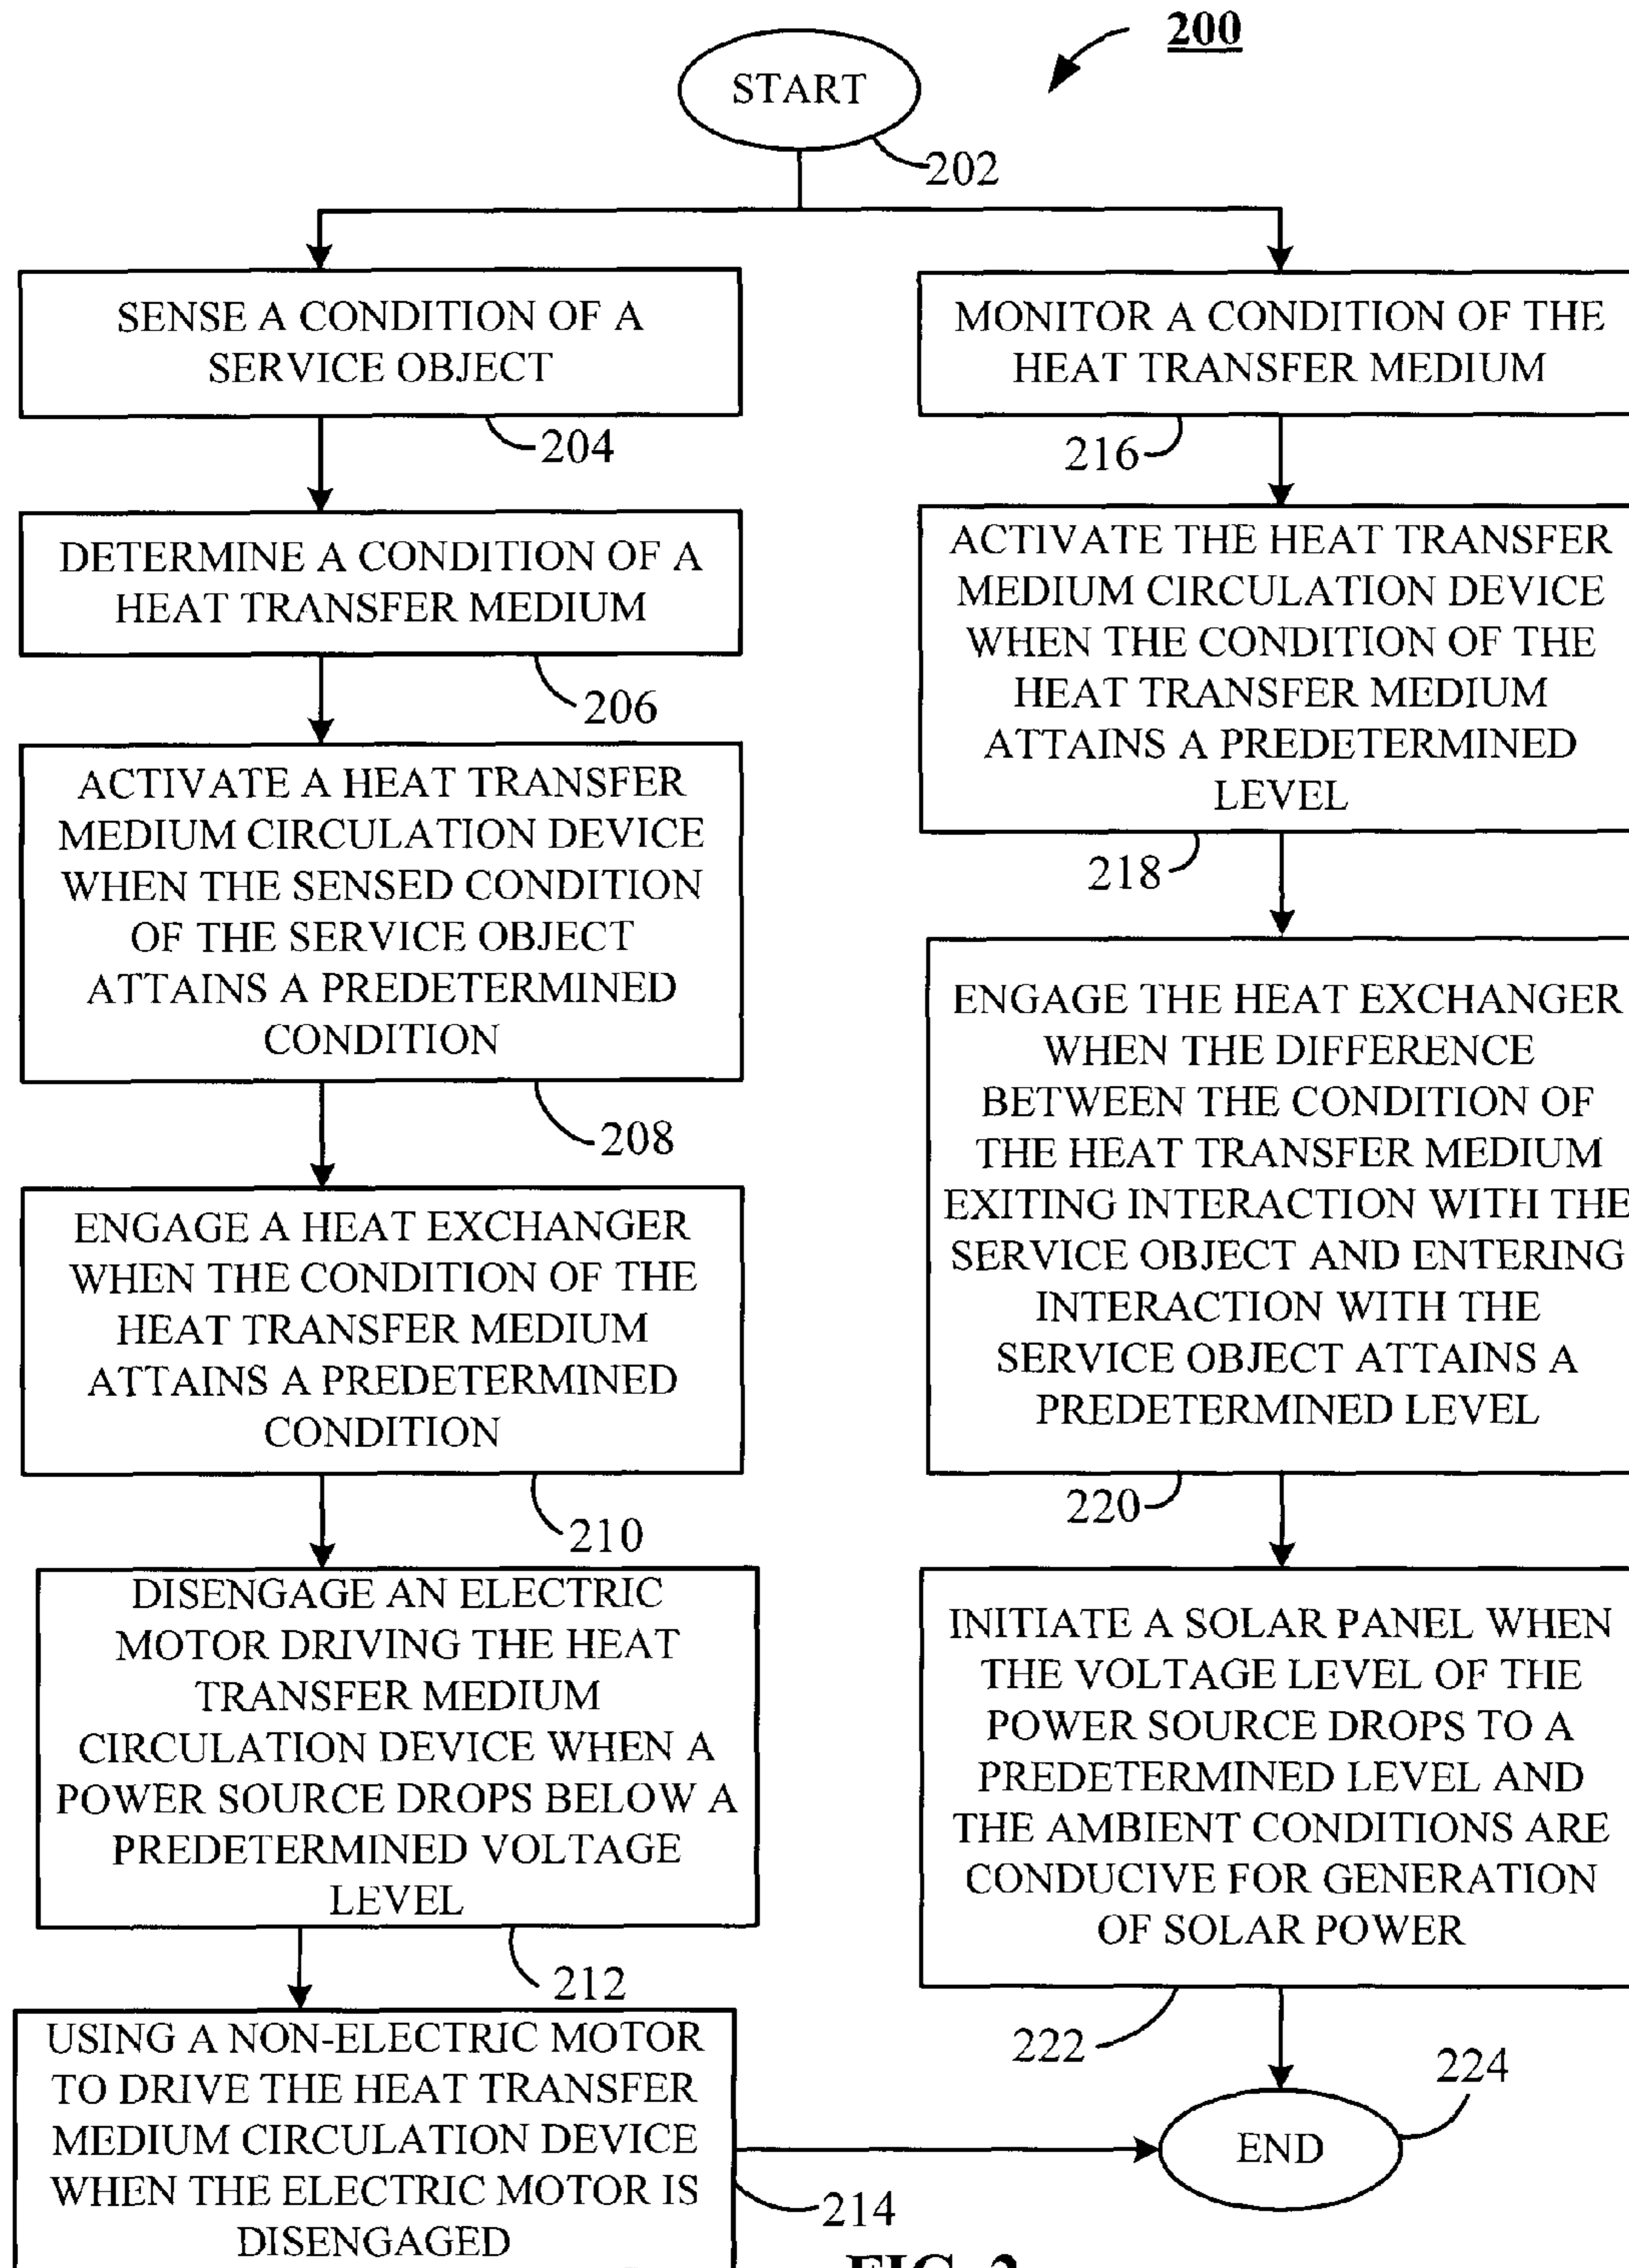 200
START
202
SENSE A CONDITION OF A
SERVICE OBJECT
204
DETERMINE A CONDITION OF A
HEAT TRANSFER MEDIUM
206
ACTIVATE A HEAT TRANSFER
MEDIUM CIRCULATION DEVICE
WHEN THE SENSED CONDITION
OF THE SERVICE OBJECT
ATTAINS A PREDETERMINED
CONDITION
208
ENGAGE A HEAT EXCHANGER
WHEN THE CONDITION OF THE
HEAT TRANSFER MEDIUM
ATTAINS A PREDETERMINED
CONDITION
210
DISENGAGE AN ELECTRIC
MOTOR DRIVING THE HEAT
TRANSFER MEDIUM
CIRCULATION DEVICE WHEN A
POWER SOURCE DROPS BELOW A
PREDETERMINED VOLTAGE
LEVEL
212
USING A NON-ELECTRIC MOTOR
TO DRIVE THE HEAT TRANSFER
MEDIUM CIRCULATION DEVICE
WHEN THE ELECTRIC MOTOR IS
DISENGAGED
214
MONITOR A CONDITION OF THE
HEAT TRANSFER MEDIUM
216
ACTIVATE THE HEAT TRANSFER
MEDIUM CIRCULATION DEVICE
WHEN THE CONDITION OF THE
HEAT TRANSFER MEDIUM
ATTAINS A PREDETERMINED
LEVEL
218
ENGAGE THE HEAT EXCHANGER
WHEN THE DIFFERENCE
BETWEEN THE CONDITION OF
THE HEAT TRANSFER MEDIUM
EXITING INTERACTION WITH THE
SERVICE OBJECT AND ENTERING
INTERACTION WITH THE
SERVICE OBJECT ATTAINS A
PREDETERMINED LEVEL
220
INITIATE A SOLAR PANEL WHEN
THE VOLTAGE LEVEL OF THE
POWER SOURCE DROPS TO A
PREDETERMINED LEVEL AND
THE AMBIENT CONDITIONS ARE
CONDUCIVE FOR GENERATION
OF SOLAR POWER
222
END
224
FIG. 2